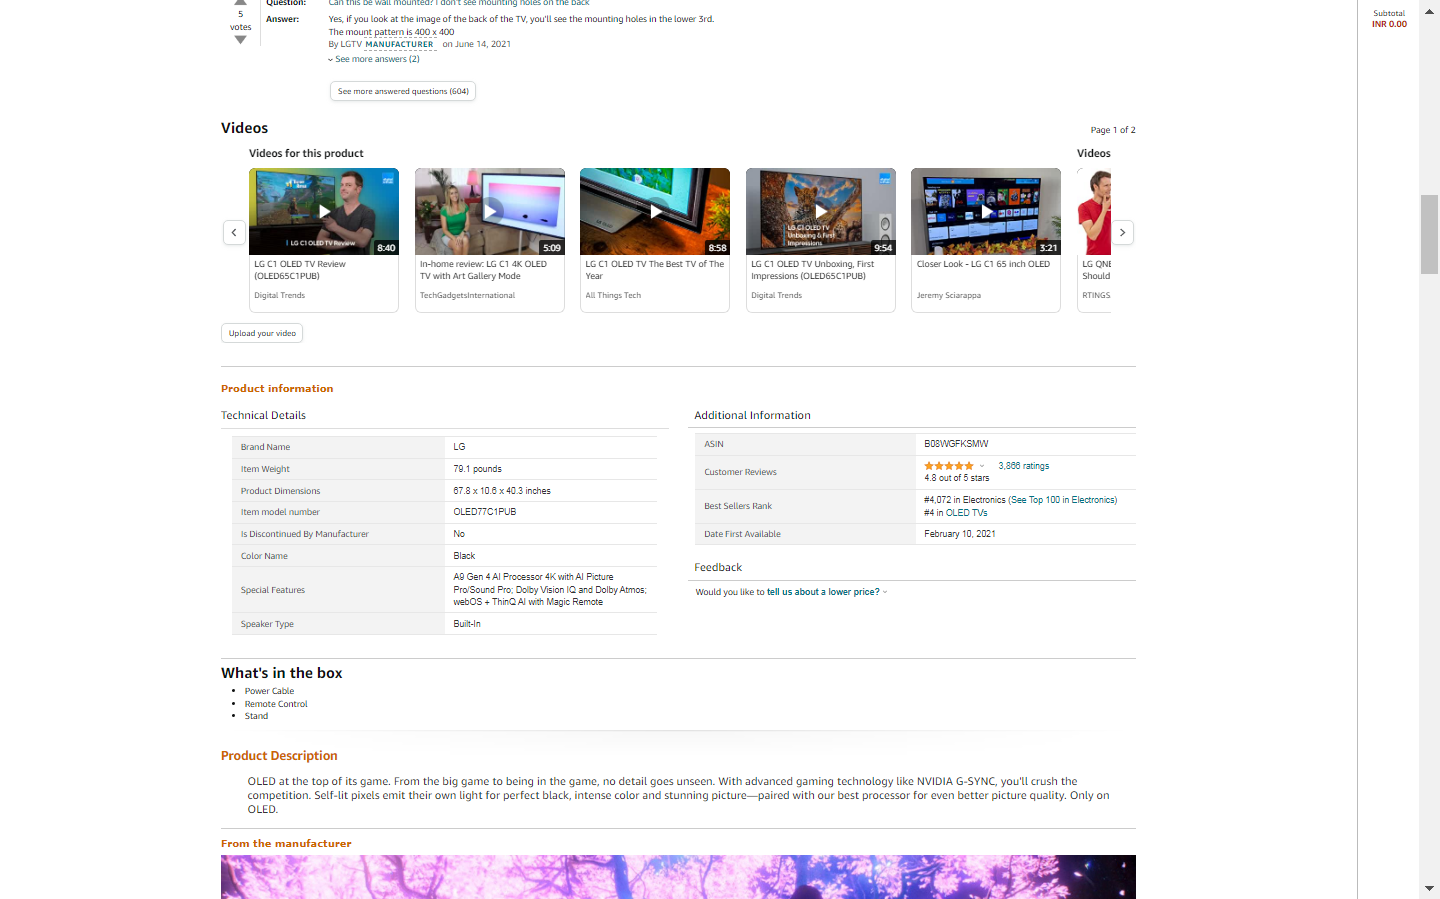 Question: Can this be wall mounted? I don't see mounting holes on the back
5
votes
Answer: Yes, if you look at the image of the back of the TV, you'll see the mounting holes in the lower 3rd.
The mount pattern is 400 x 400
By LGTV MANUFACTURER on June 14, 2021
See more answers (2)
See more answered questions (604)
Subtotal
INR 0.00
Videos
Page 1 of 2
Videos for this product
Videos
LG C1 OLED TV Review
8:40
5:09
8:58
LG C1 OLED TV
Unboxing & First
Impressions
9:54
3:21
LG C1 OLED TV Review
(OLED65C1PUB)
Digital Trends
In-home review: LG C1 4K OLED
TV with Art Gallery Mode
TechGadgetsInternational
LG C1 OLED TV The Best TV of The
Year
All Things Tech
LG C1 OLED TV Unboxing, First
Impressions (OLED65C1PUB)
Digital Trends
Closer Look - LG C1 65 inch OLED
Jeremy Sciarappa
LG QNE
Should
RTINGS
Upload your video
Product information
Technical Details
Brand Name LG
Item Weight 79.1 pounds
Product Dimensions 67.8 x 10.6 x 40.3 inches
Item model number OLED77C1PUB
Is Discontinued By Manufacturer No
Color Name Black
Special Features A9 Gen 4 AI Processor 4K with AI Picture
Pro/Sound Pro; Dolby Vision IQ and Dolby Atmos;
webOS + ThinQ AI with Magic Remote
Speaker Type Built-In
Additional Information
ASIN B08WGFKSMW
Customer Reviews 3,866 ratings
4.8 out of 5 stars
Best Sellers Rank #4,072 in Electronics (See Top 100 in Electronics)
#4 in OLED TVs
Date First Available February 10, 2021
Feedback
Would you like to tell us about a lower price?
What's in the box
• Power Cable
• Remote Control
• Stand
Product Description
OLED at the top of its game. From the big game to being in the game, no detail goes unseen. With advanced gaming technology like NVIDIA G-SYNC, you'll crush the
competition. Self-lit pixels emit their own light for perfect black, intense color and stunning picture—paired with our best processor for even better picture quality. Only on
OLED.
From the manufacturer